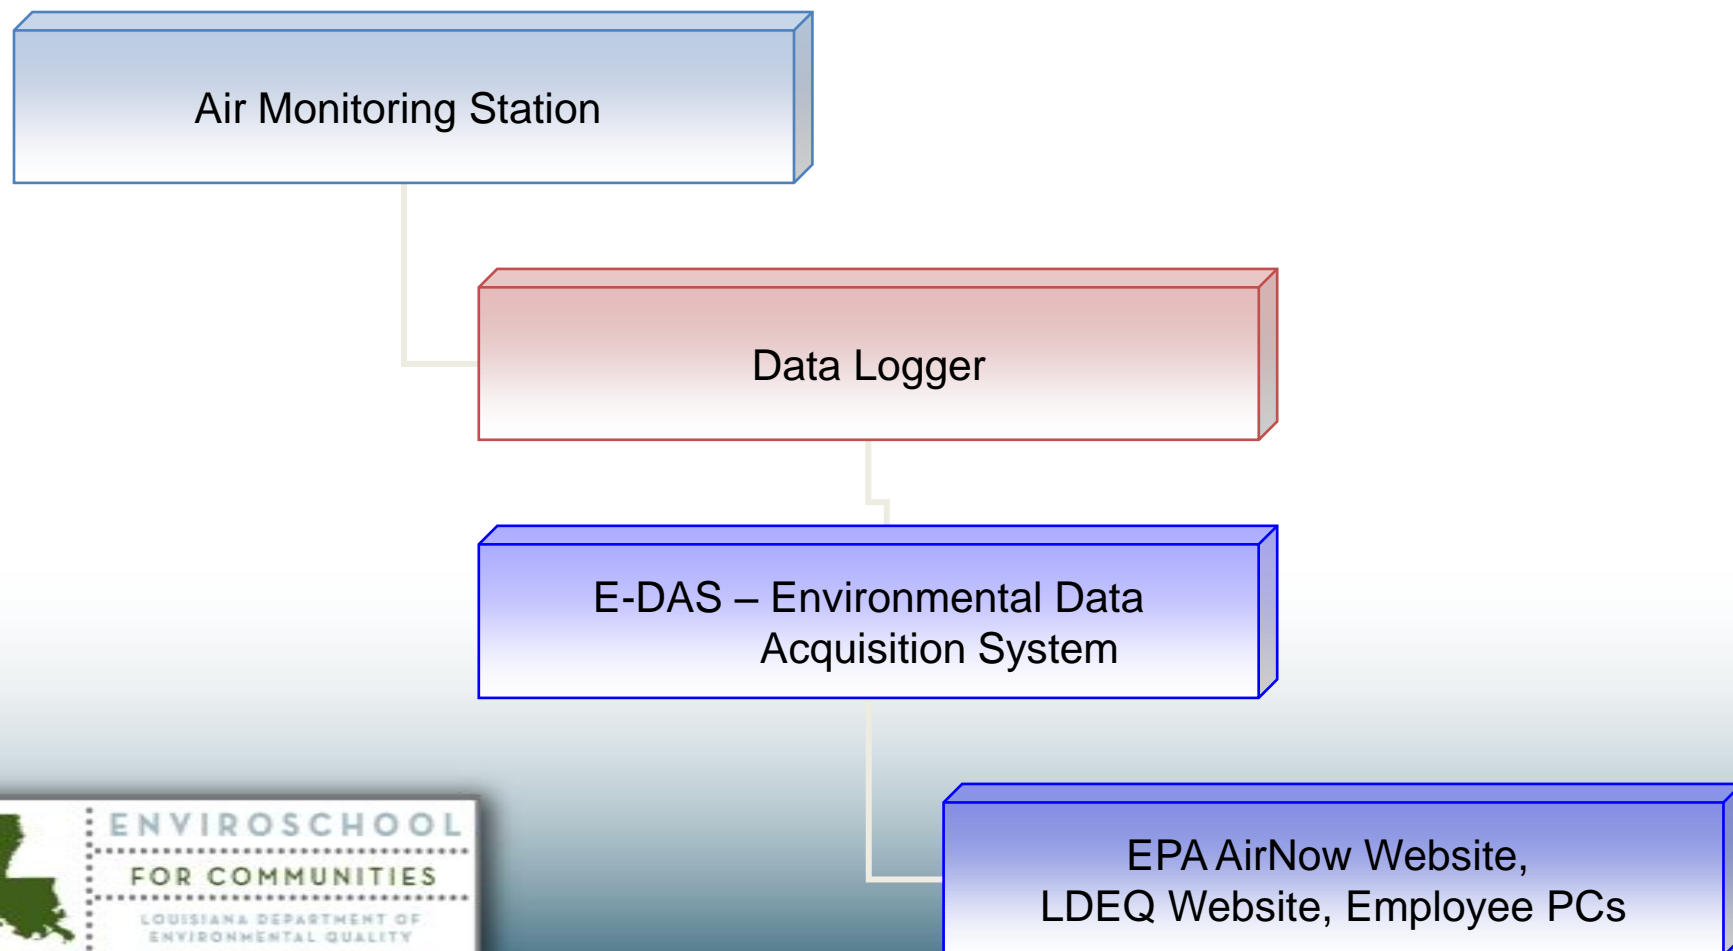 Air Monitoring Station
Data Logger
E-DAS – Environmental Data
Acquisition System
EPA AirNow Website,
LDEQ Website, Employee PCs
ENVIROSCHOOL
FOR COMMUNITIES
LOUISIANA DEPARTMENT OF
ENVIRONMENTAL QUALITY